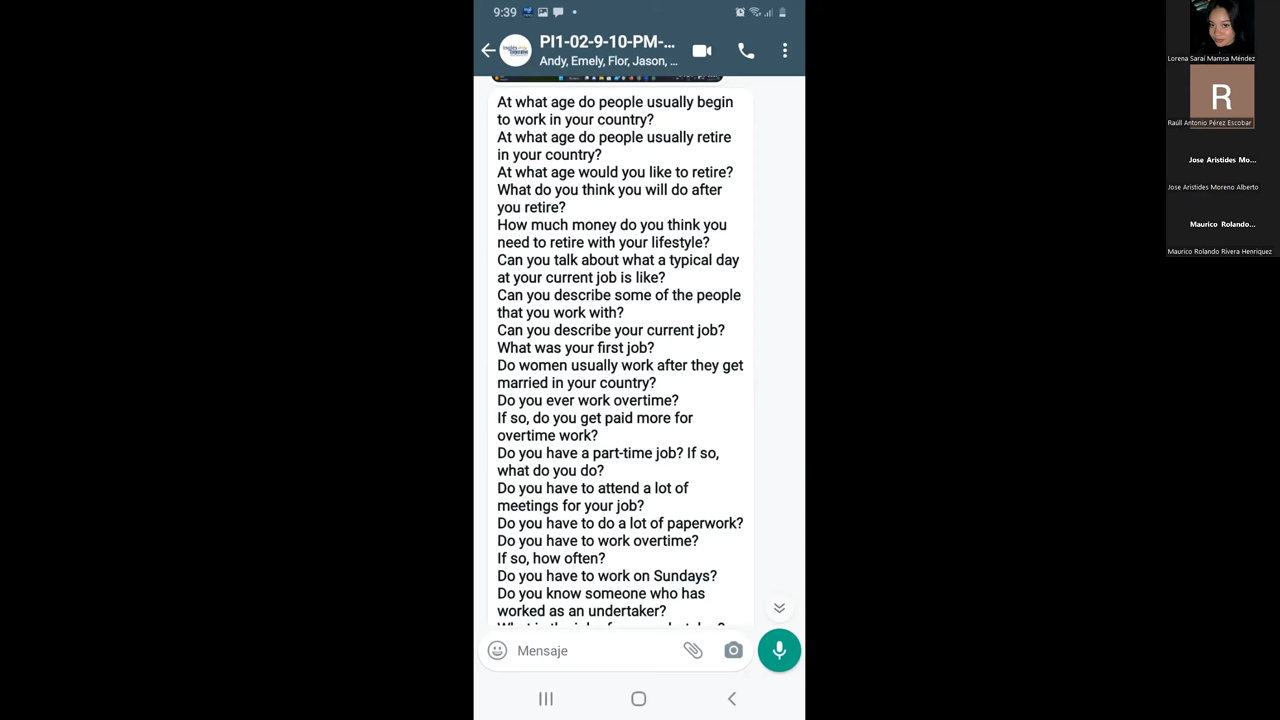 9:39
PI1-02-9-10-PM-...
Andy, Emely, Flor, Jason, ...
At what age do people usually begin
to work in your country?
At what age do people usually retire
in your country?
At what age would you like to retire?
What do you think you will do after
you retire?
How much money do you think you
need to retire with your lifestyle?
Can you talk about what a typical day
at your current job is like?
Can you describe some of the people
that you work with?
Can you describe your current job?
What was your first job?
Do women usually work after they get
married in your country?
Do you ever work overtime?
If so, do you get paid more for
overtime work?
Do you have a part-time job? If so,
what do you do?
Do you have to attend a lot of
meetings for your job?
Do you have to do a lot of paperwork?
Do you have to work overtime?
If so, how often?
Do you have to work on Sundays?
Do you know someone who has
worked as an undertaker?
Mensaje
Lorena Saraí Mamsa Méndez
R
Raúll Antonio Pérez Escobar
Jose Aristides Mo...
Jose Aristides Moreno Alberto
Maurico Rolando...
Maurico Rolando Rivera Henriquez